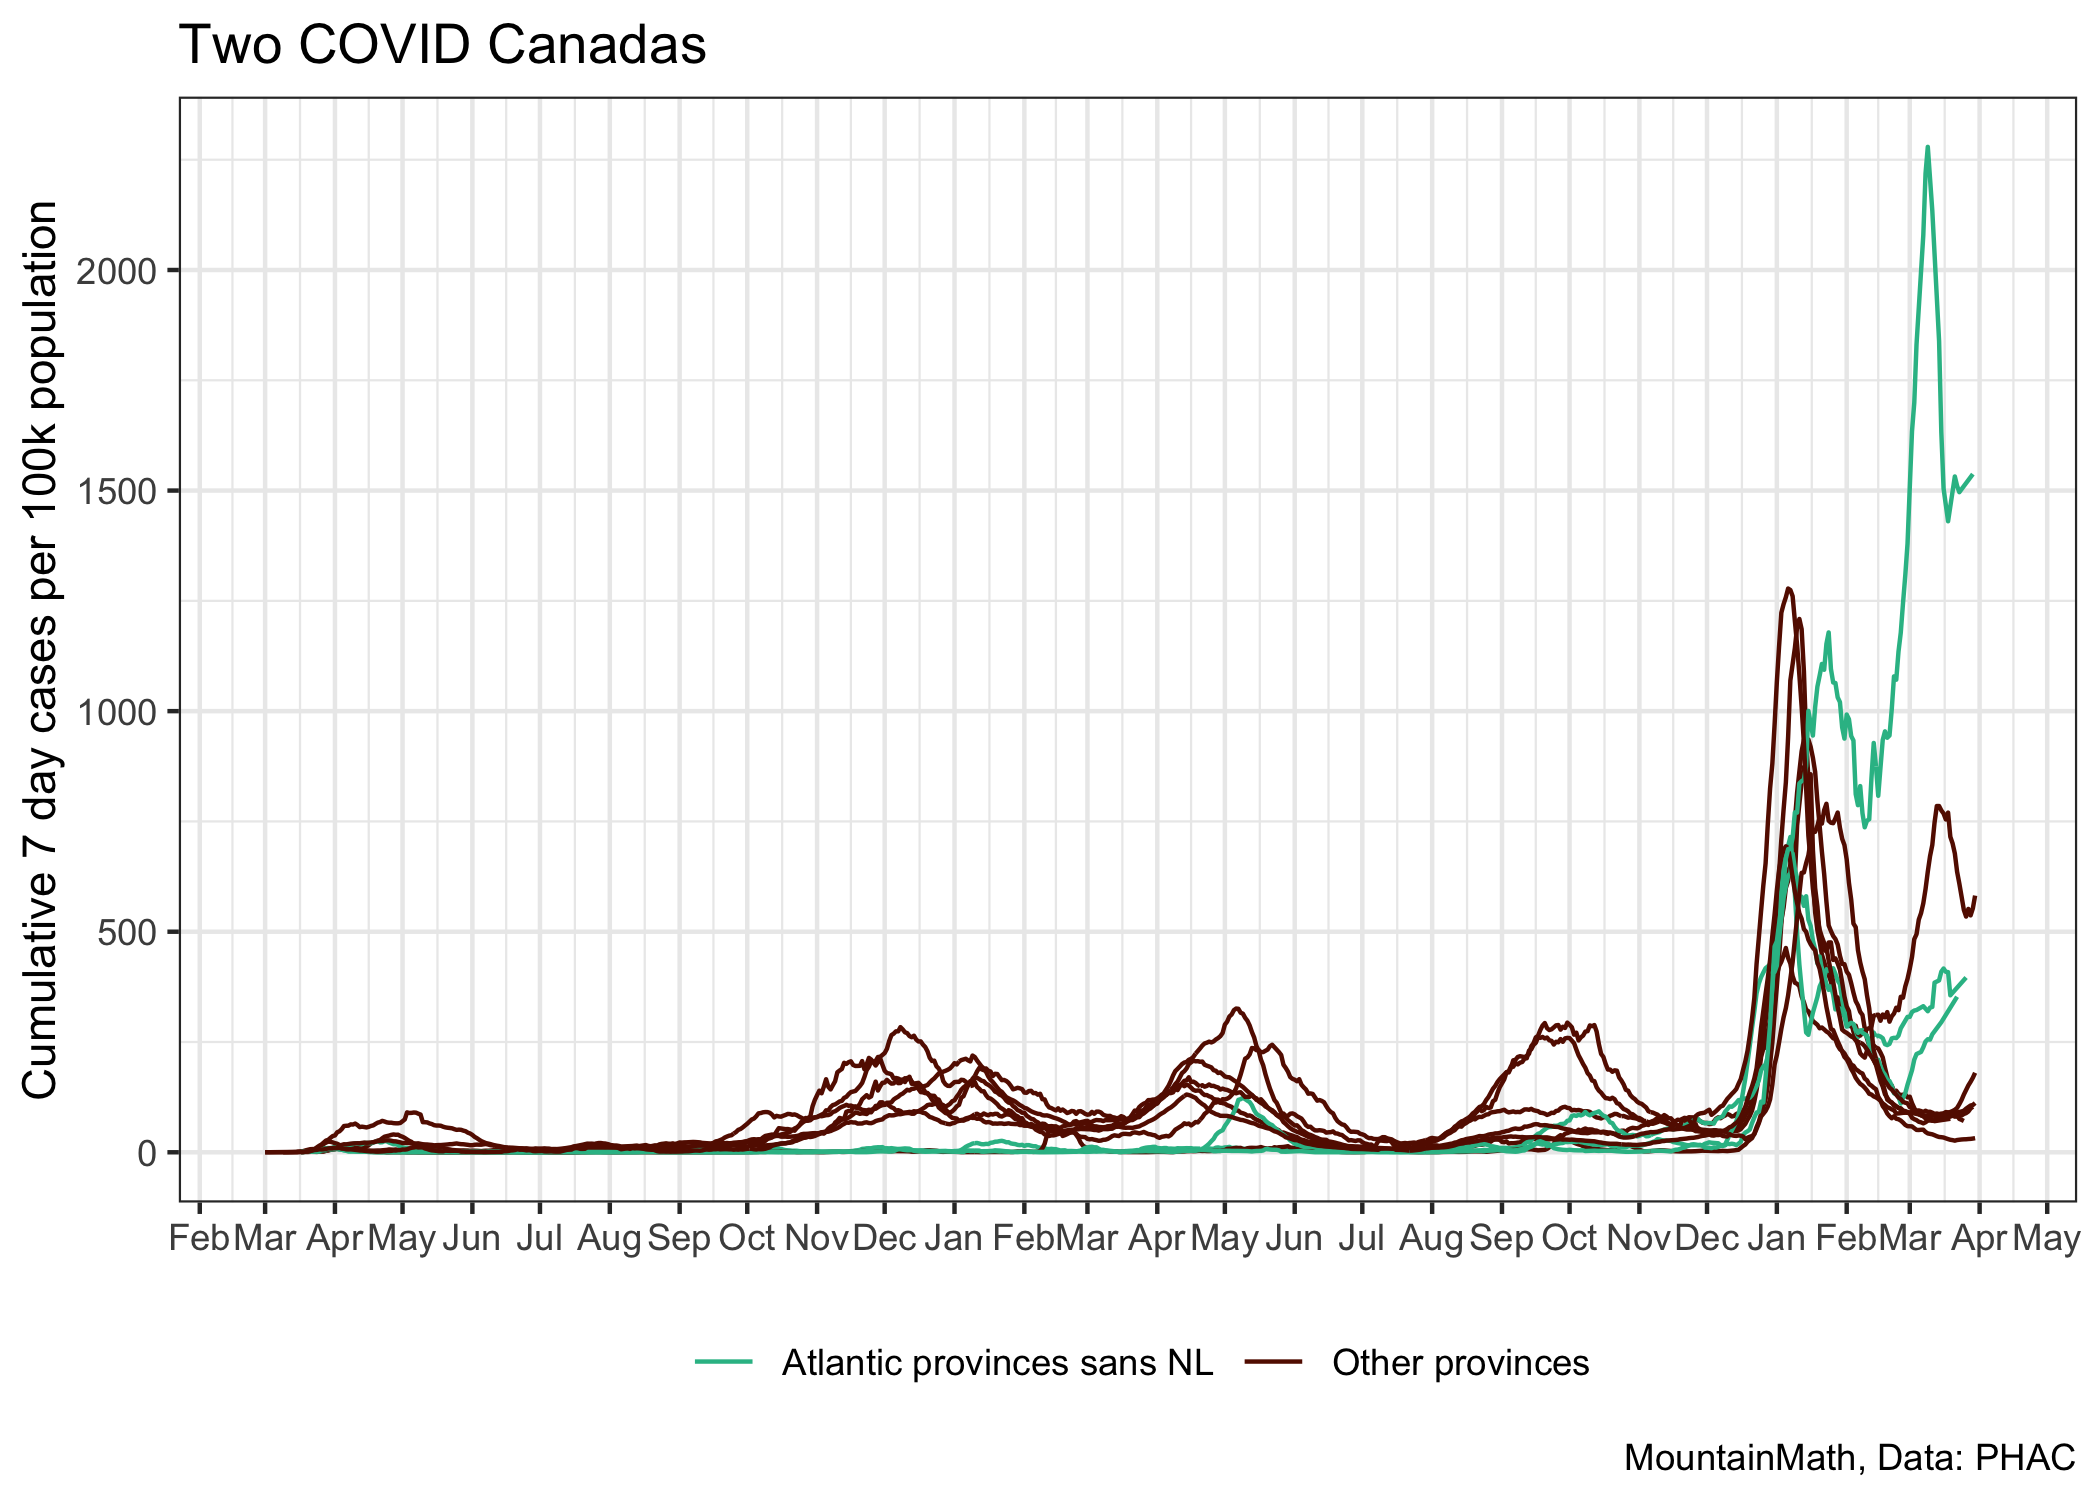 Two COVID Canadas
Cumulative 7 day cases per 100k population
2000
1500
1000
500
0
Feb Mar Apr May Jun Jul Aug Sep Oct Nov Dec Jan Feb Mar Apr May Jun Jul Aug Sep Oct Nov Dec Jan Feb Mar Apr May
Atlantic provinces sans NL Other provinces
MountainMath, Data: PHAC